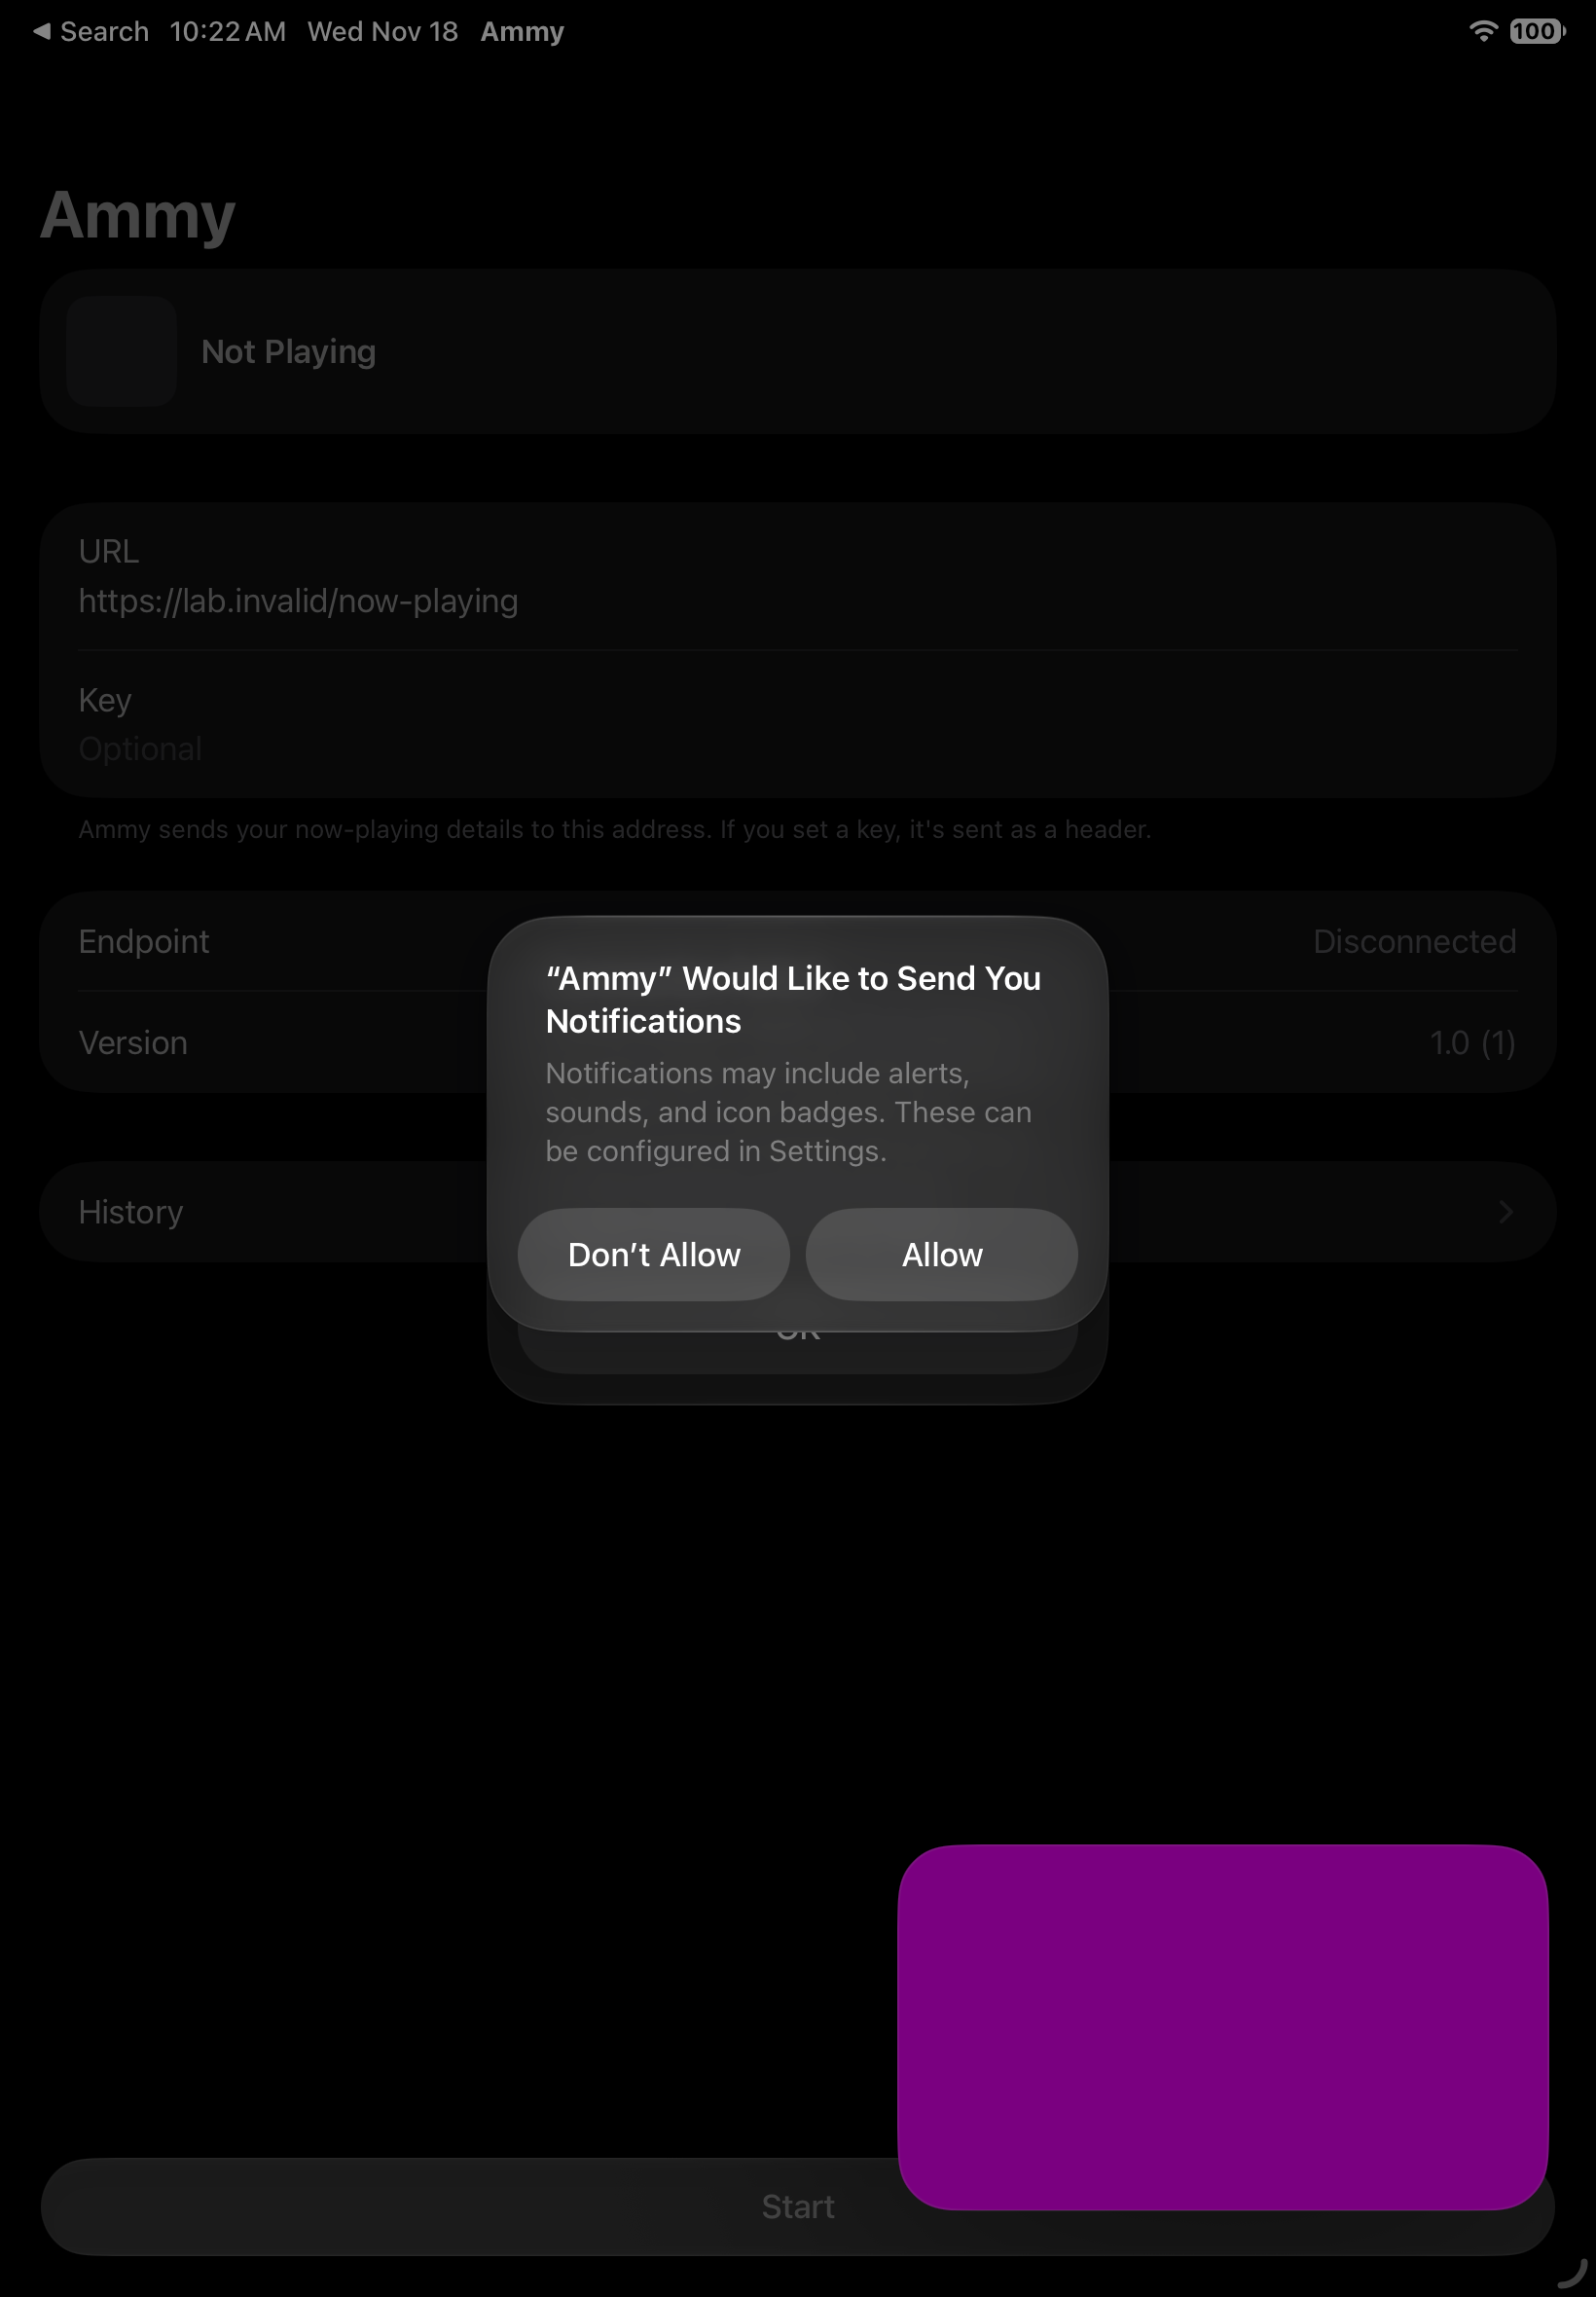 Search 10:22 AM Wed Nov 18 Ammy 100
Ammy
Not Playing
URL
https://lab.invalid/now-playing
Key
Optional
Ammy sends your now-playing details to this address. If you set a key, it's sent as a header.
Endpoint Disconnected
“Ammy” Would Like to Send You
Notifications
Version 1.0 (1)
Notifications may include alerts,
sounds, and icon badges. These can
be configured in Settings.
History
Don’t Allow Allow
Start